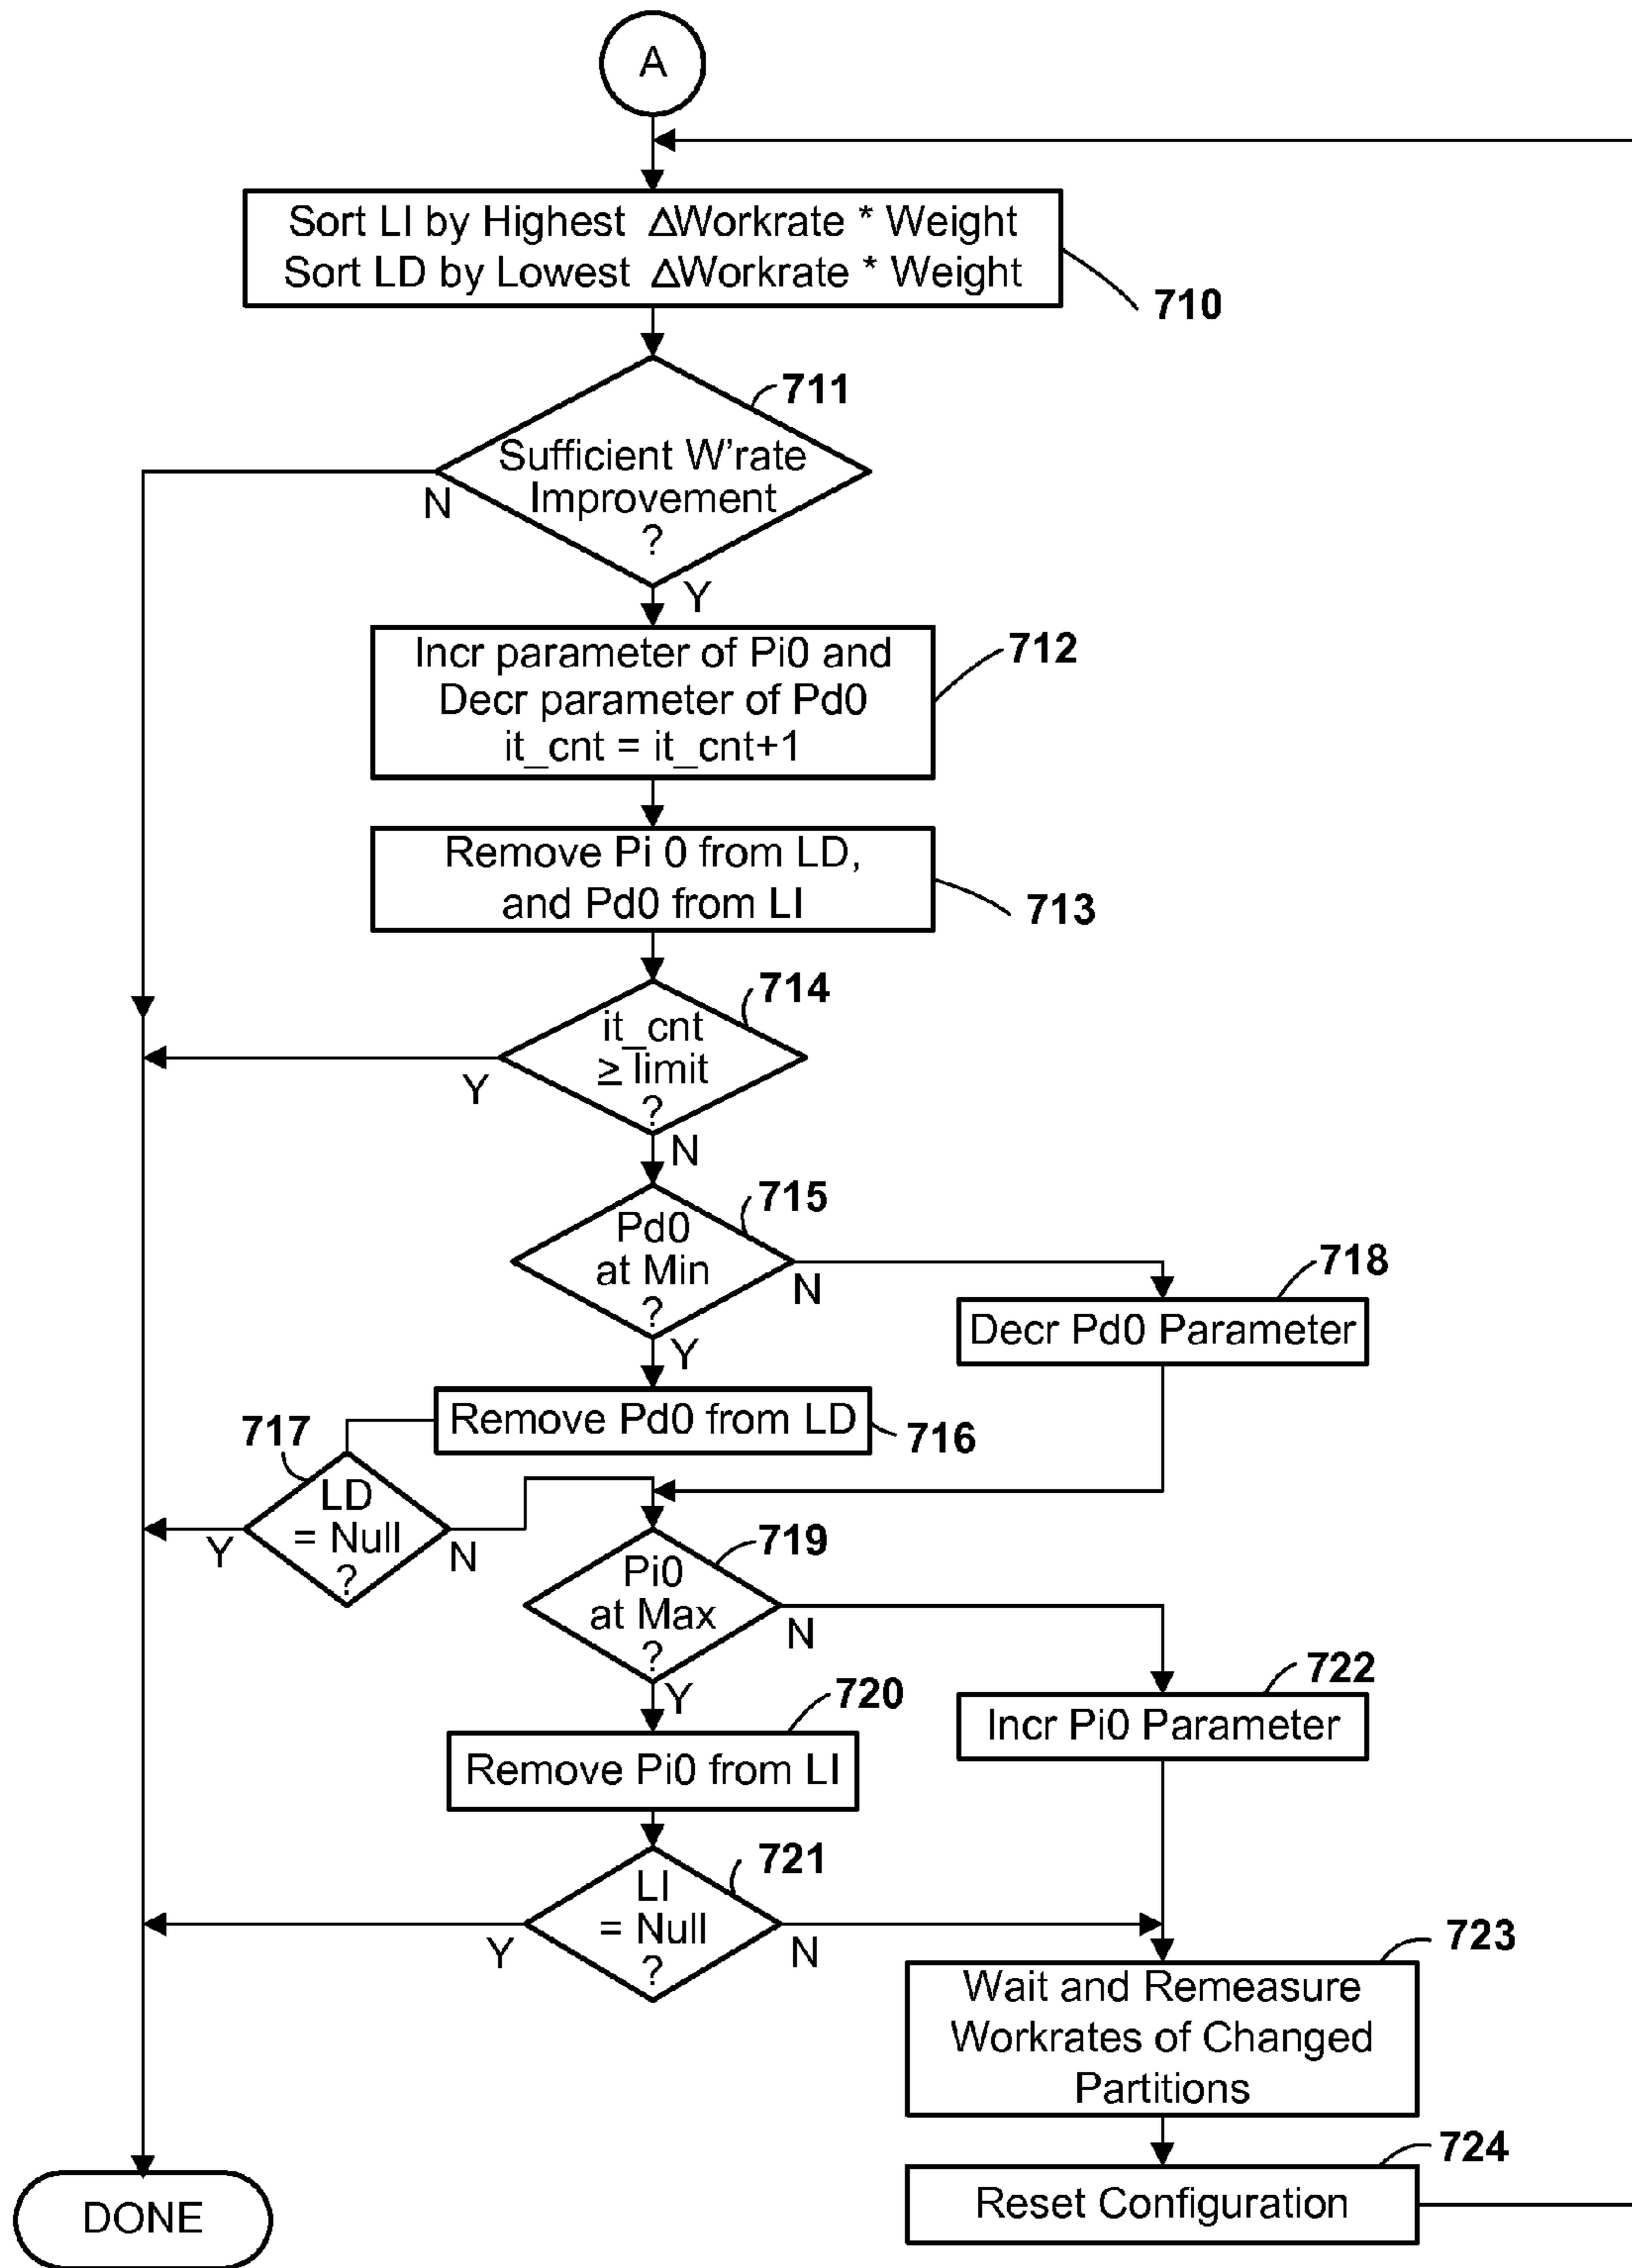 A
Sort LI by Highest ΔWorkrate * Weight
Sort LD by Lowest ΔWorkrate * Weight
710
711
Sufficient W'rate
Improvement
?
N
Y
Incr parameter of Pi0 and
Decr parameter of Pd0
it_cnt = it_cnt+1
712
Remove Pi 0 from LD,
and Pd0 from LI
713
714
it_cnt
≥ limit
?
Y
N
715
Pd0
at Min
?
N
Y
718
Decr Pd0 Parameter
Remove Pd0 from LD
716
717
LD
= Null
?
Y
N
719
Pi0
at Max
?
N
Y
720
Remove Pi0 from LI
722
Incr Pi0 Parameter
721
LI
= Null
?
Y
N
723
Wait and Remeasure
Workrates of Changed
Partitions
724
Reset Configuration
DONE